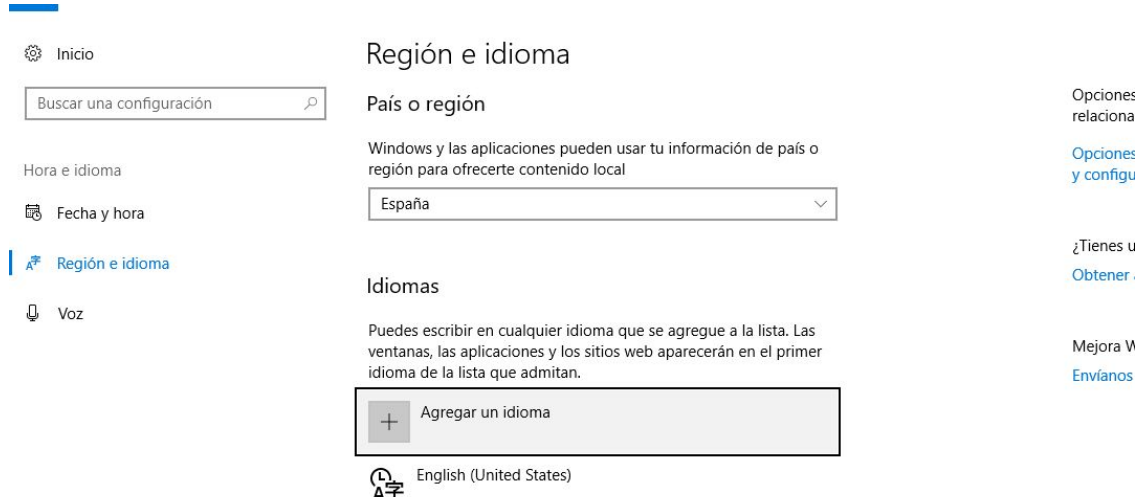 Inicio
Buscar una configuración
Hora e idioma
Fecha y hora
Región e idioma
Voz
Región e idioma
País o región
Windows y las aplicaciones pueden usar tu información de país o
región para ofrecerte contenido local
España
Idiomas
Puedes escribir en cualquier idioma que se agregue a la lista. Las
ventanas, las aplicaciones y los sitios web aparecerán en el primer
idioma de la lista que admitan.
Agregar un idioma
English (United States)
Opciones
relaciona
Opciones
y configu
¿Tienes u
Obtener
Mejora W
Envíanos